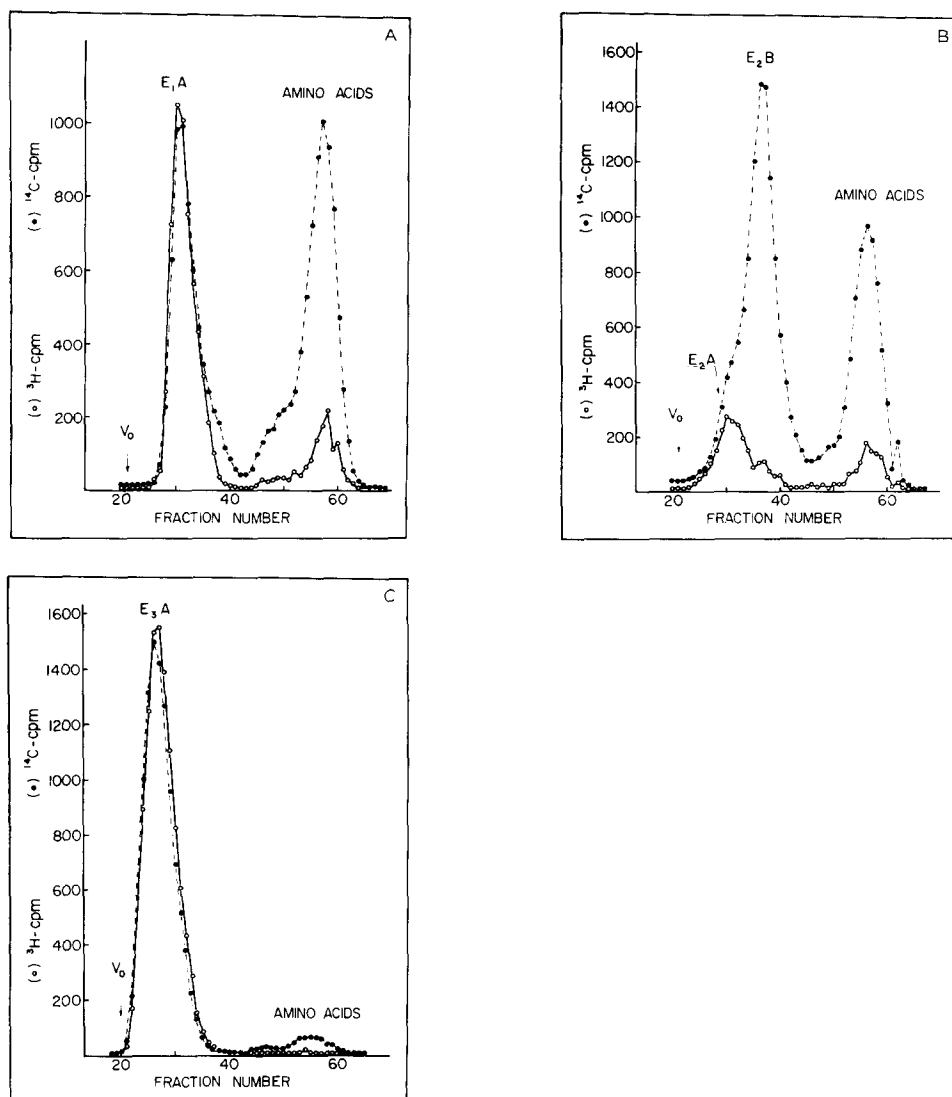 A
E₁A
AMINO ACIDS
1000
800
600
400
200
V₀
20 40 60
FRACTION NUMBER
(○) ³H-cpm (●) ¹⁴C-cpm
B
E₂B
AMINO ACIDS
1600
1400
1200
1000
800
600
400
200
E₂A
V₀
20 40 60
FRACTION NUMBER
(○) ³H-cpm (●) ¹⁴C-cpm
C
E₃A
1600
1400
1200
1000
800
600
400
200
V₀
AMINO ACIDS
20 40 60
FRACTION NUMBER
(○) ³H-cpm (●) ¹⁴C-cpm